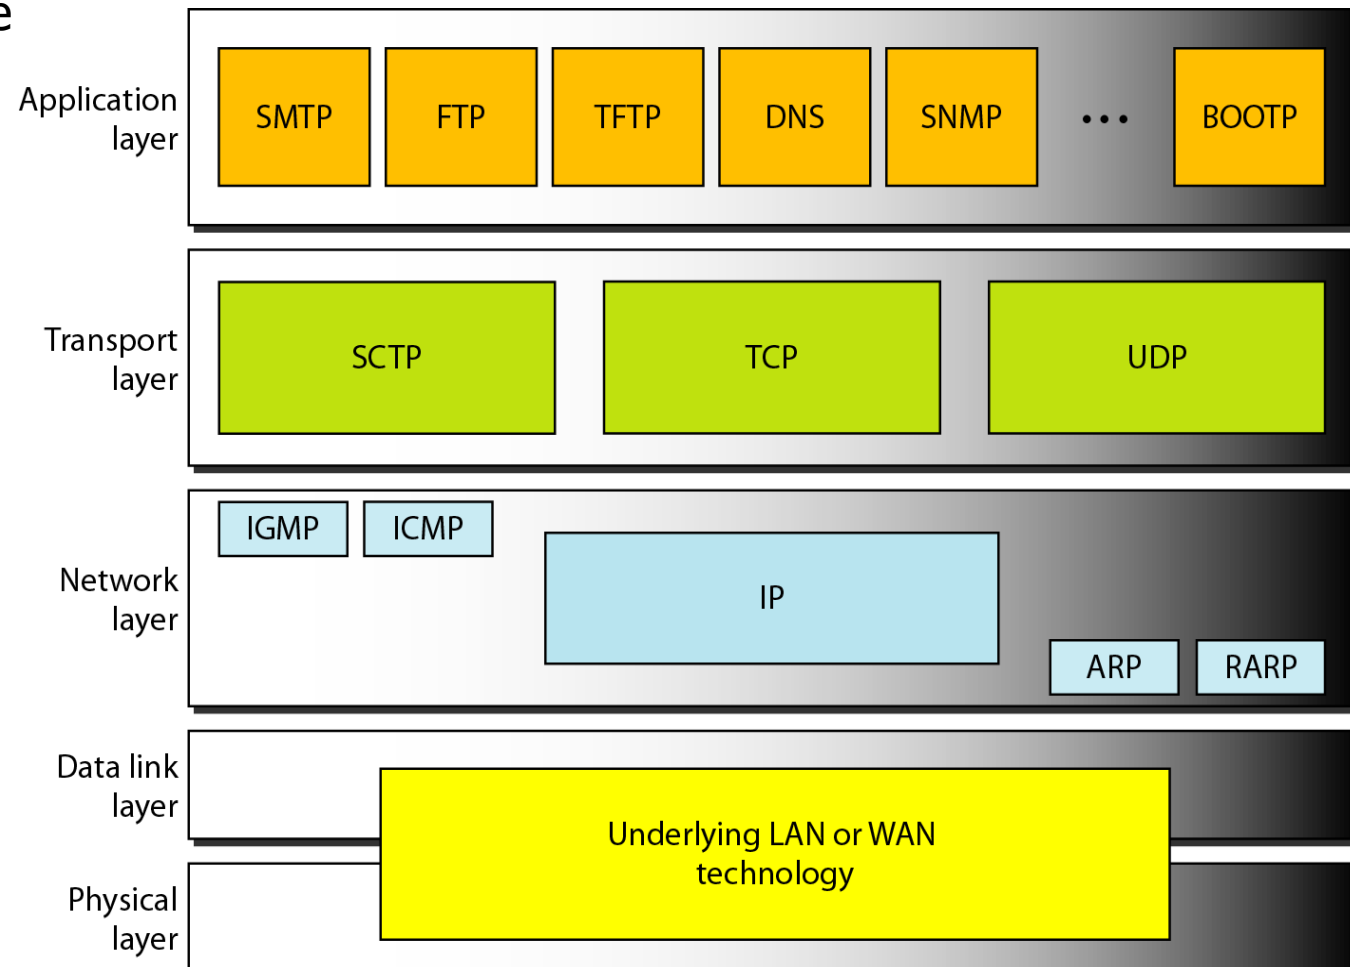 e
Application
layer
SMTP
FTP
TFTP
DNS
SNMP
...
BOOTP
Transport
layer
SCTP
TCP
UDP
Network
layer
IGMP
ICMP
IP
ARP
RARP
Data link
layer
Underlying LAN or WAN
technology
Physical
layer